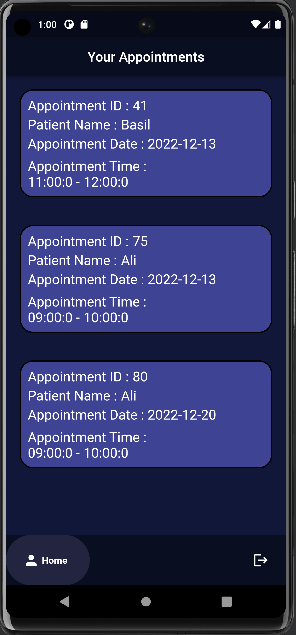 1:00
Your Appointments
Appointment ID : 41
Patient Name : Basil
Appointment Date : 2022-12-13
Appointment Time :
11:00:0 - 12:00:0
Appointment ID : 75
Patient Name : Ali
Appointment Date : 2022-12-13
Appointment Time :
09:00:0 - 10:00:0
Appointment ID : 80
Patient Name : Ali
Appointment Date : 2022-12-20
Appointment Time :
09:00:0 - 10:00:0
Home